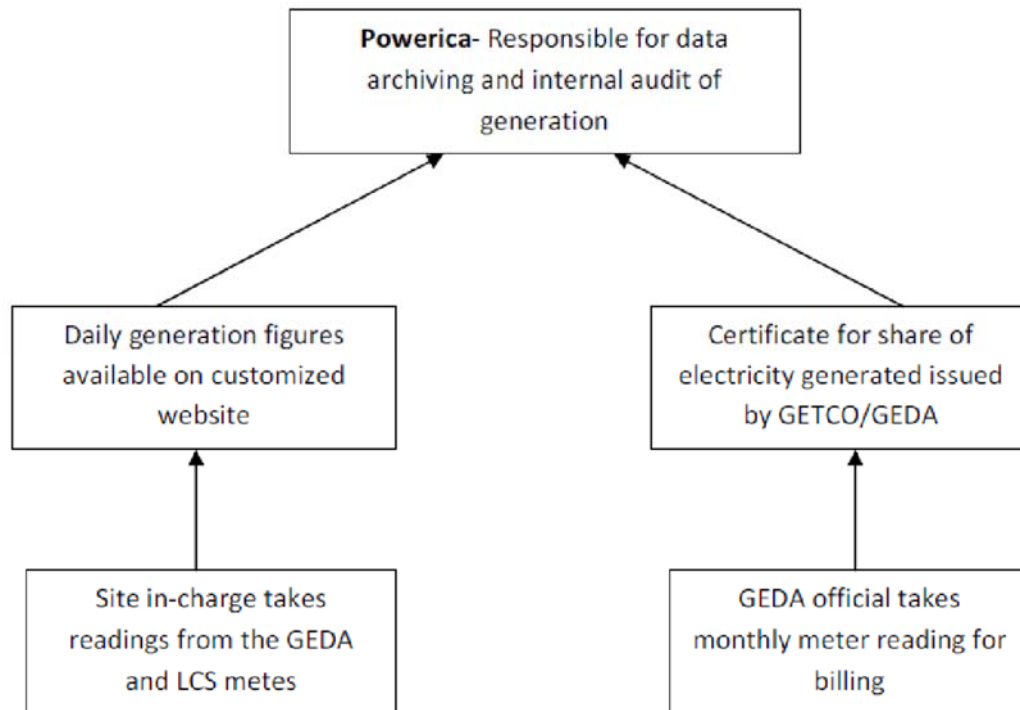 Powerica- Responsible for data
archiving and internal audit of
generation
Daily generation figures
available on customized
website
Certificate for share of
electricity generated issued
by GETCO/GEDA
Site in-charge takes
readings from the GEDA
and LCS metes
GEDA official takes
monthly meter reading for
billing